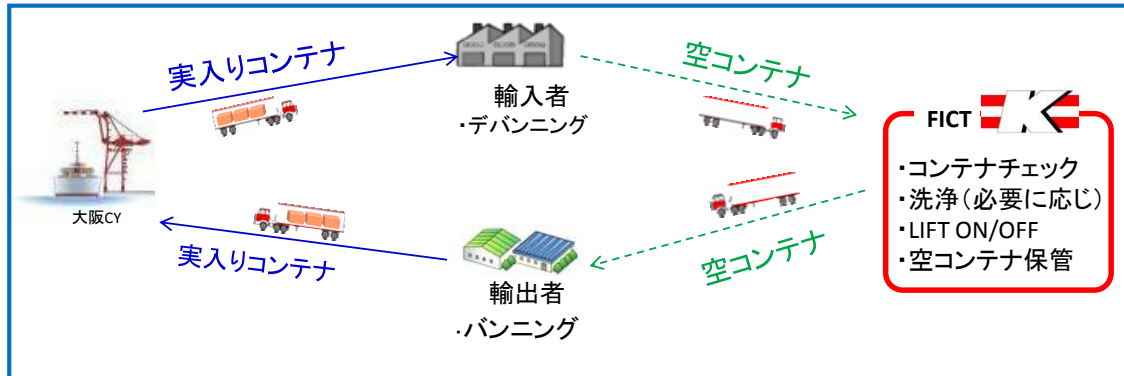 実入りコンテナ
空コンテナ
輸入者
・デバンニング
大阪CY
FICT K
・コンテナチェック
・洗浄(必要に応じ)
・LIFT ON/OFF
・空コンテナ保管
実入りコンテナ
空コンテナ
輸出者
・バンニング